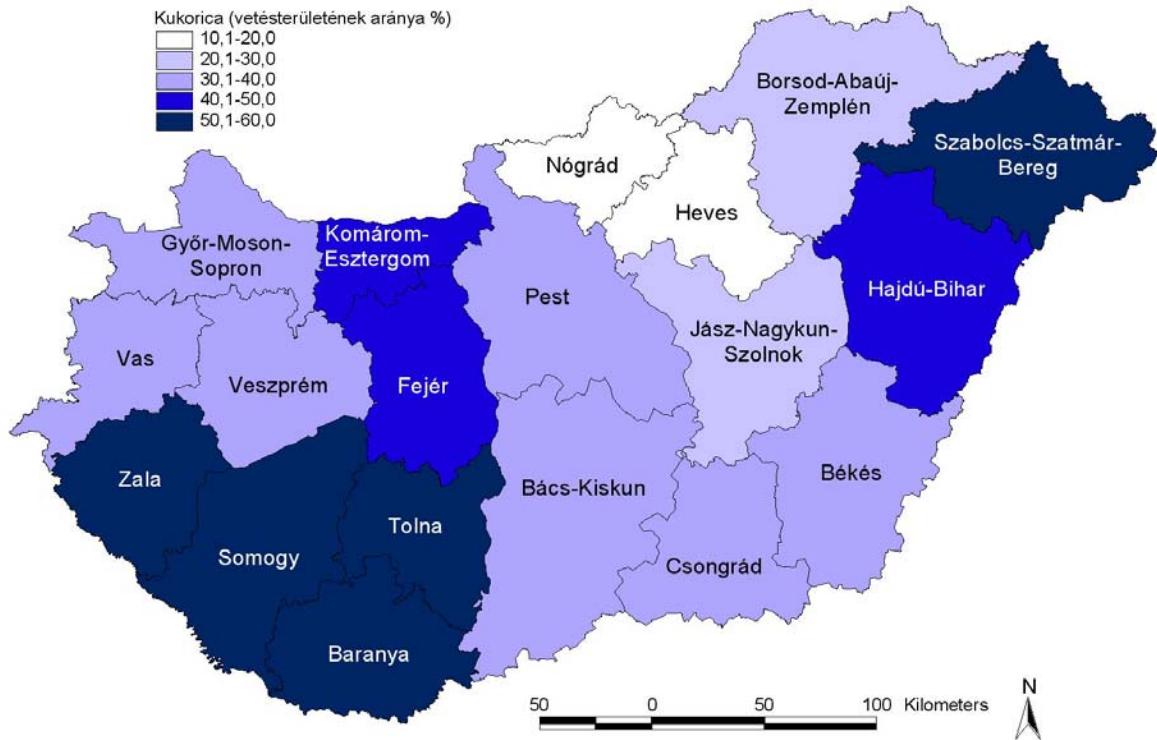 Kukorica (vetésterületének aránya %)
10,1-20,0
20,1-30,0
30,1-40,0
40,1-50,0
50,1-60,0
Borsod-Abaúj-
Zemplén
Szabolcs-Szatmár-
Bereg
Nógrád
Heves
Győr-Moson-
Sopron
Komárom-
Esztergom
Pest
Hajdú-Bihar
Jász-Nagykun-
Szolnok
Vas
Veszprém
Fejér
Zala
Bács-Kiskun
Békés
Tolna
Somogy
Csongrád
Baranya
N
50 0 50 100 Kilometers